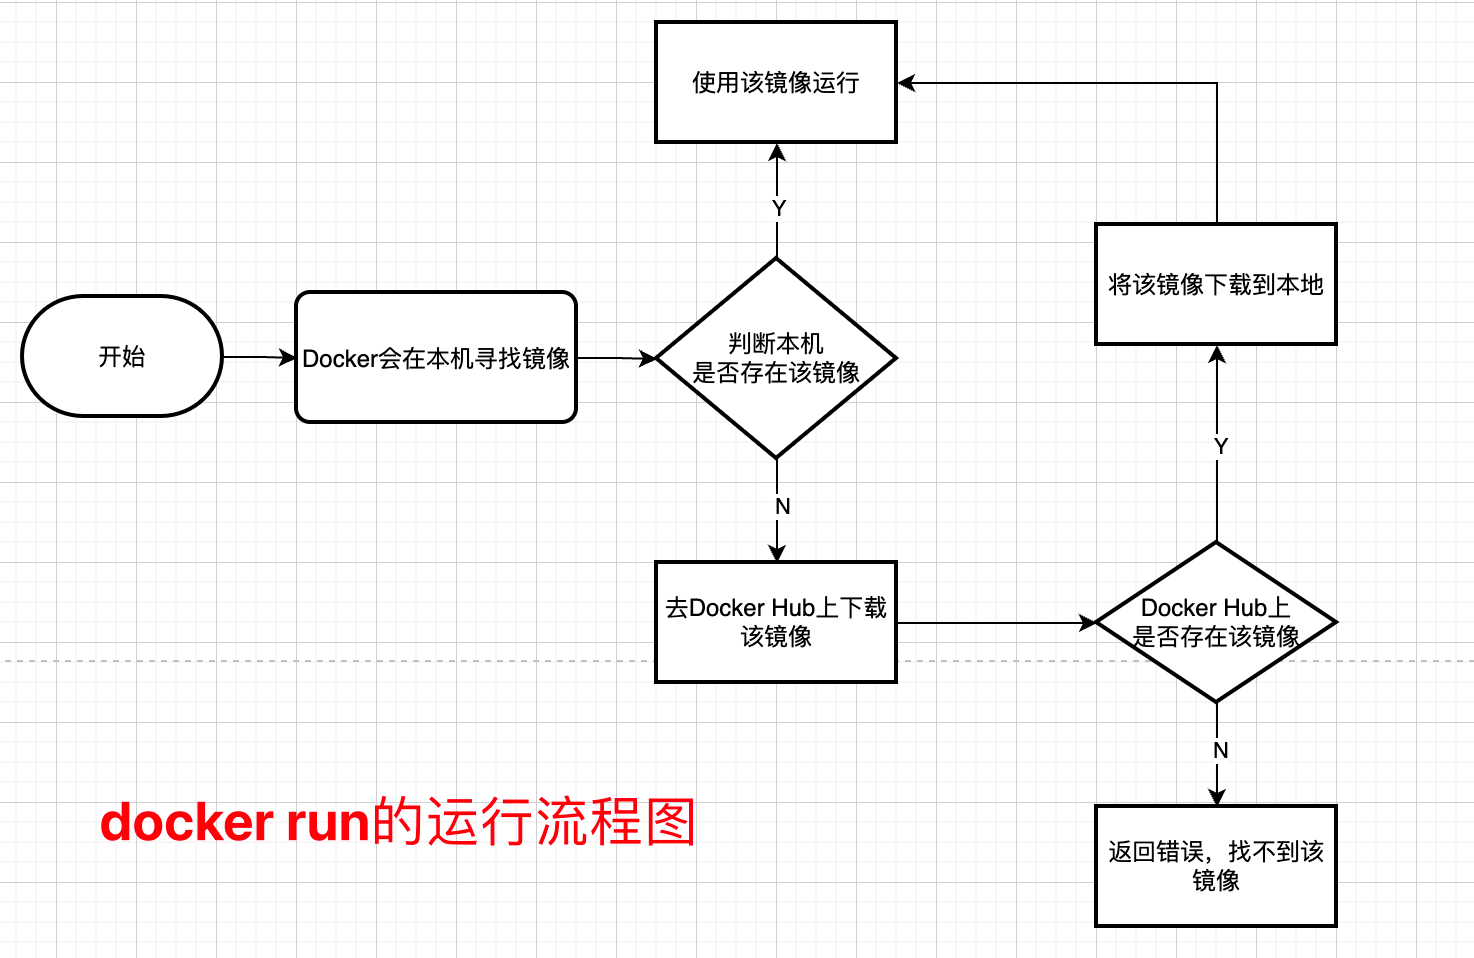 使用该镜像运行
Y
将该镜像下载到本地
开始
Docker会在本机寻找镜像
判断本机
是否存在该镜像
Y
N
去Docker Hub上下载
该镜像
Docker Hub上
是否存在该镜像
N
docker run的运行流程图
返回错误，找不到该
镜像